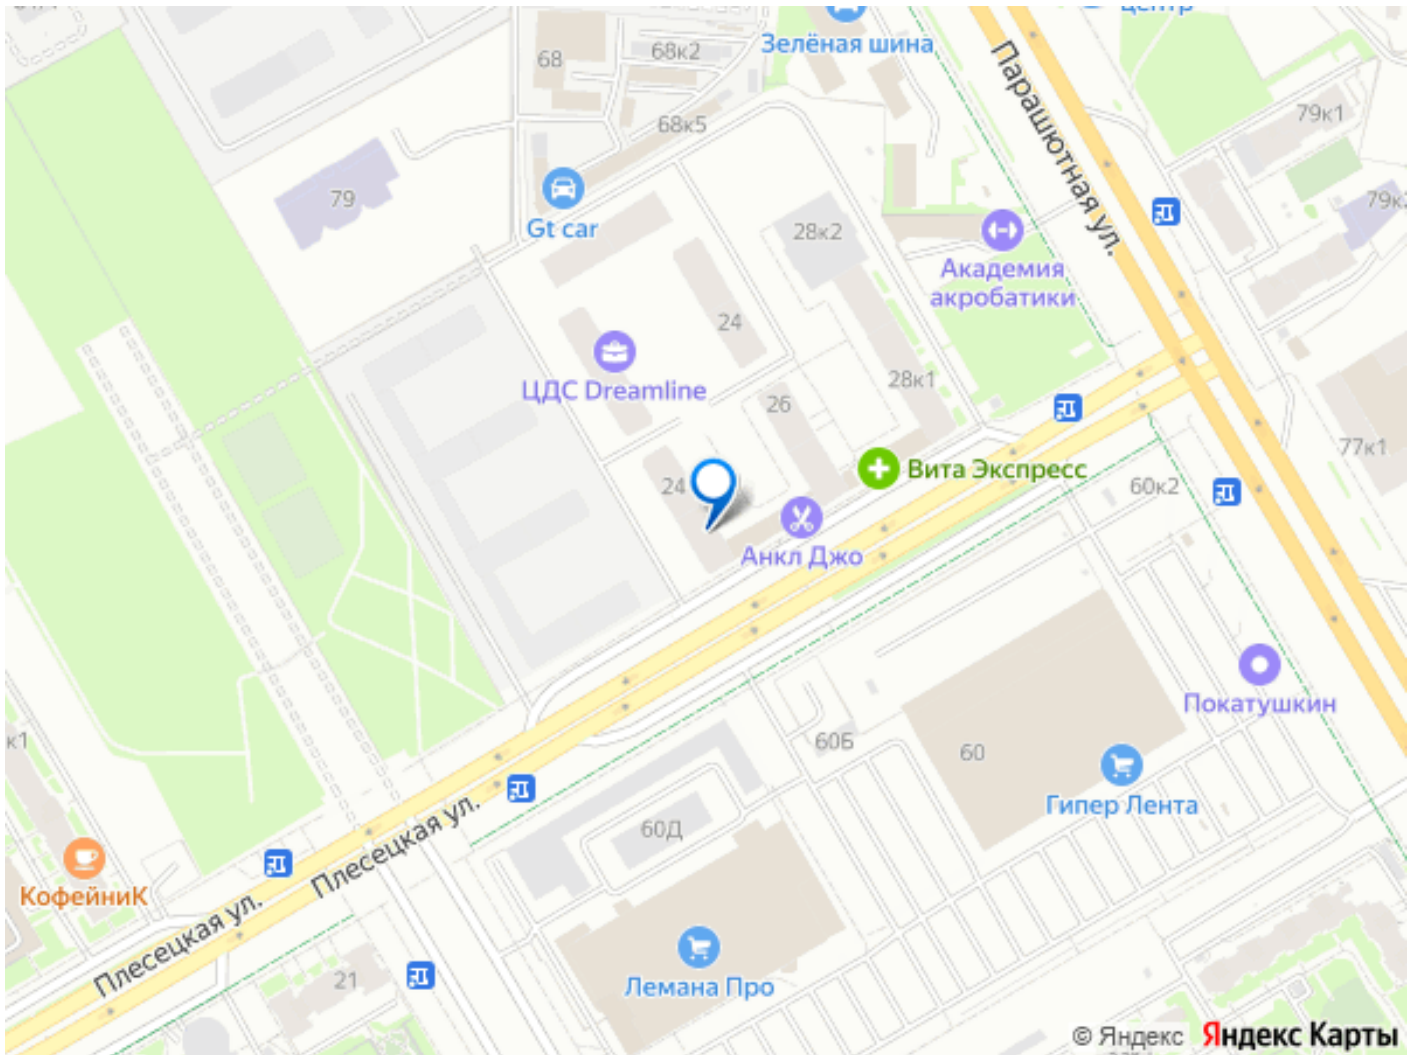 центр
Зелёная шина
68
68к2
Парашютная ул.
68к5
79к1
79
Gt car
28к2
79к2
Академия
акробатики
24
ЦДС Dreamline
28к1
26
77к1
Вита Экспресс
24
60к2
Анкл Джо
Покатушкин
к1
60Б
60
Гипер Лента
60Д
Плесецкая ул.
КофейниК
Плесецкая ул.
21
Лемана Про
© Яндекс Яндекс Карты